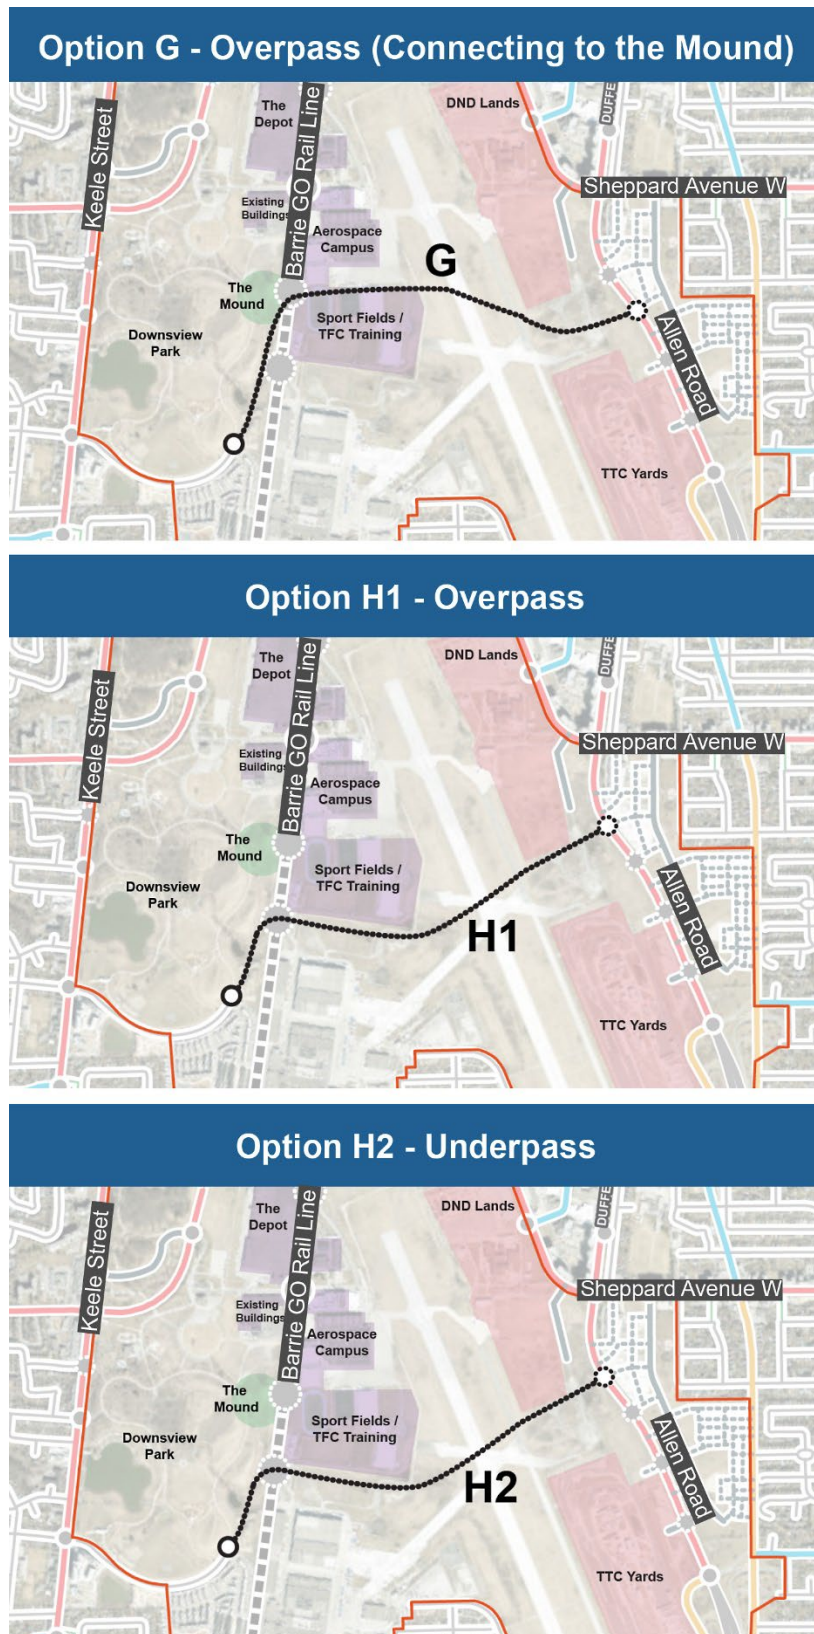 Option G - Overpass (Connecting to the Mound)
The
Depot
DND Lands
DUFFE
Keele Street
Barrie GO Rail Line
Sheppard Avenue W
Existing
Buildings
Aerospace
Campus
G
The
Mound
Sport Fields /
TFC Training
Downsview
Park
Allen Road
TTC Yards
Option H1 - Overpass
The
Depot
DND Lands
DUFFE
Keele Street
Barrie GO Rail Line
Sheppard Avenue W
Existing
Buildings
Aerospace
Campus
The
Mound
Sport Fields /
TFC Training
Downsview
Park
Allen Road
H1
TTC Yards
Option H2 - Underpass
The
Depot
DND Lands
DUFFE
Keele Street
Barrie GO Rail Line
Sheppard Avenue W
Existing
Buildings
Aerospace
Campus
The
Mound
Sport Fields /
TFC Training
Downsview
Park
Allen Road
H2
TTC Yards